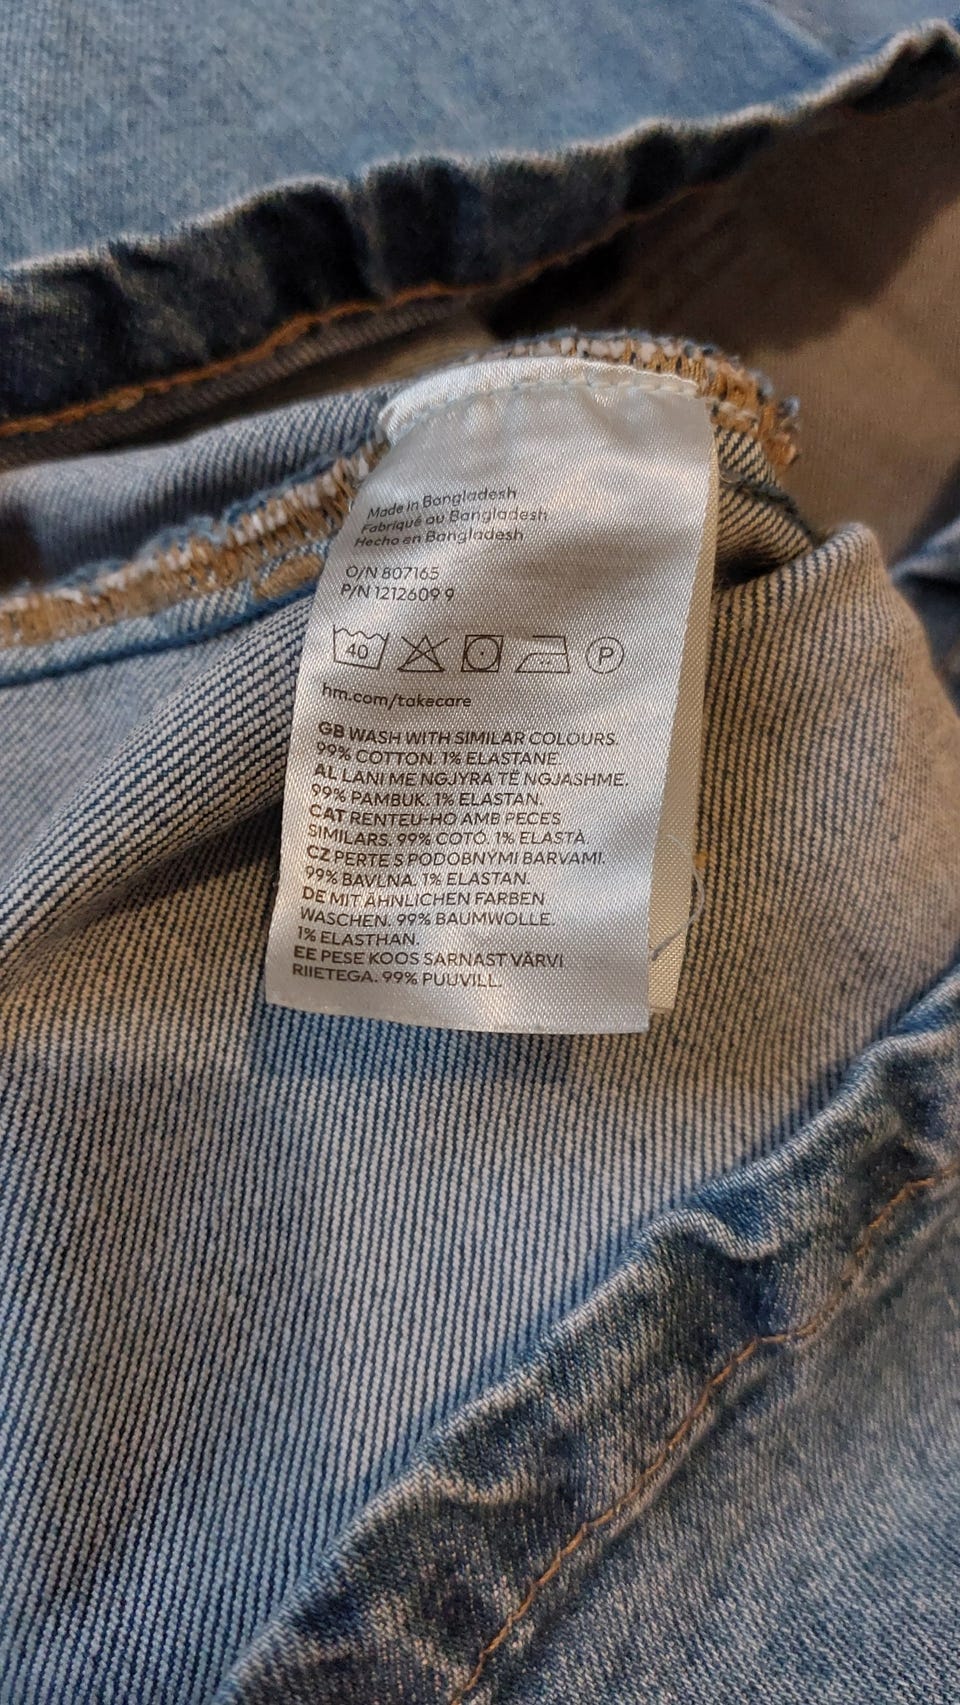 Made in Bangladesh
Fabriqué au Bangladesh
Hecho en Bangladesh
O/N 807165
P/N 1212609 9
40
P
hm.com/takecare
GB WASH WITH SIMILAR COLOURS.
99% COTTON. 1% ELASTANE.
AL LANI ME NGJYRA TË NGJASHME.
99% PAMBUK. 1% ELASTAN.
CAT RENTEU-HO AMB PECES
SIMILARS. 99% COTÓ. 1% ELASTÀ
CZ PERTE S PODOBNÝMI BARVAMI.
99% BAVLNA. 1% ELASTAN.
DE MIT ÄHNLICHEN FARBEN
WASCHEN. 99% BAUMWOLLE.
1% ELASTHAN.
EE PESE KOOS SARNAST VÄRVI
RIIETEGA. 99% PUUVILL.